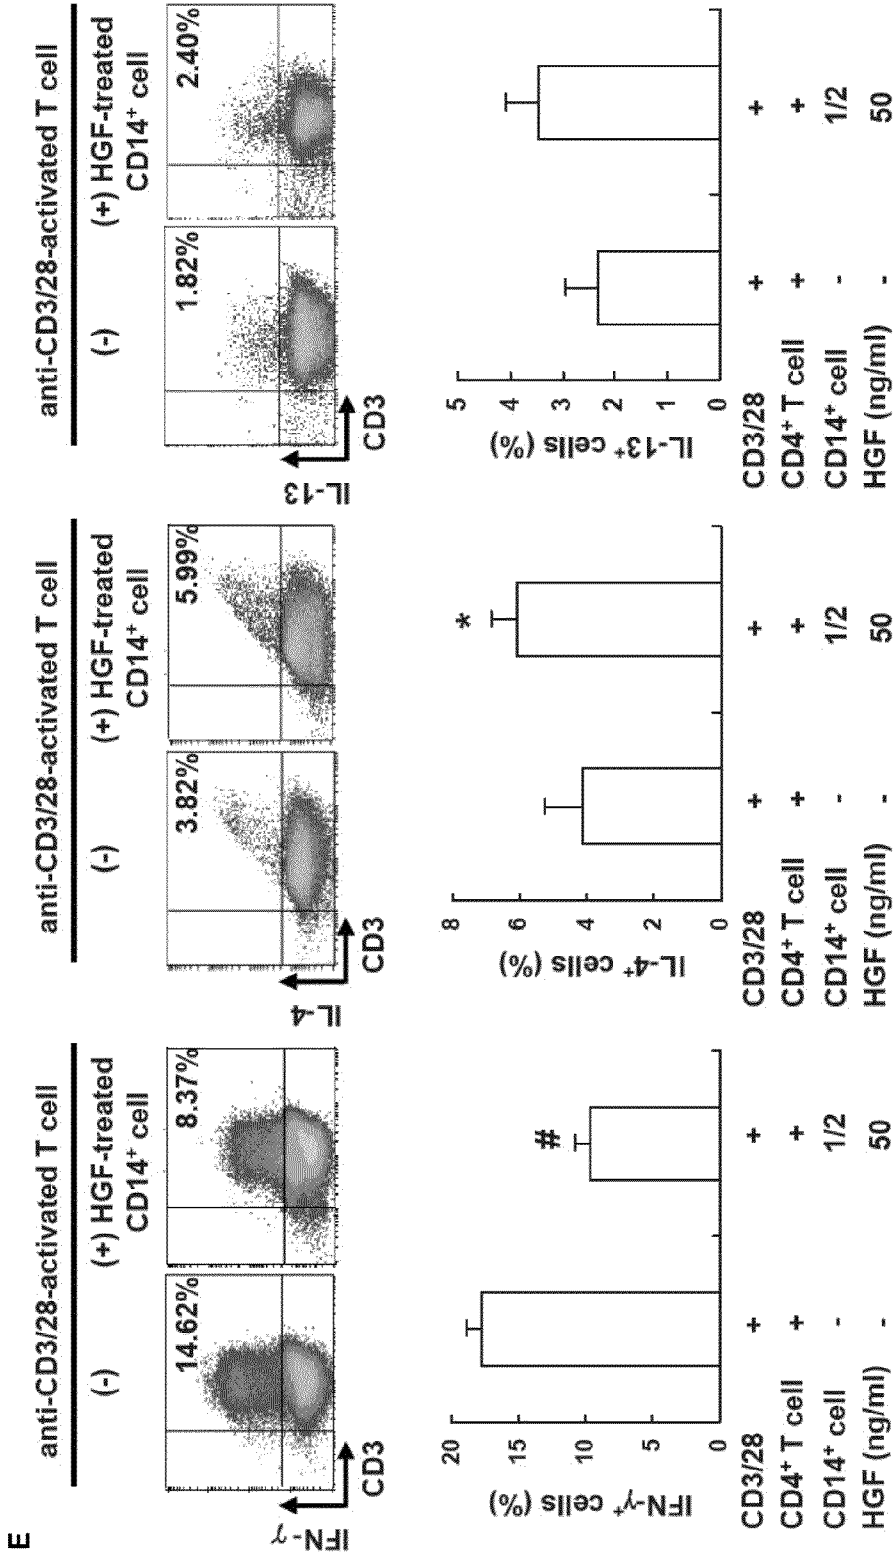 E
anti-CD3/28-activated T cell
(-)
(+) HGF-treated
CD14⁺ cell
14.62%
8.37%
IFN-γ
CD3
IFN-γ⁺ cells (%)
20
15
10
5
0
#
CD3/28 + +
CD4⁺ T cell + +
CD14⁺ cell - 1/2
HGF (ng/ml) - 50
anti-CD3/28-activated T cell
(-)
(+) HGF-treated
CD14⁺ cell
3.82%
5.99%
IL-4
CD3
IL-4⁺ cells (%)
8
6
4
2
0
*
CD3/28 + +
CD4⁺ T cell + +
CD14⁺ cell - 1/2
HGF (ng/ml) - 50
anti-CD3/28-activated T cell
(-)
(+) HGF-treated
CD14⁺ cell
1.82%
2.40%
IL-13
CD3
IL-13⁺ cells (%)
5
4
3
2
1
0
CD3/28 + +
CD4⁺ T cell + +
CD14⁺ cell - 1/2
HGF (ng/ml) - 50